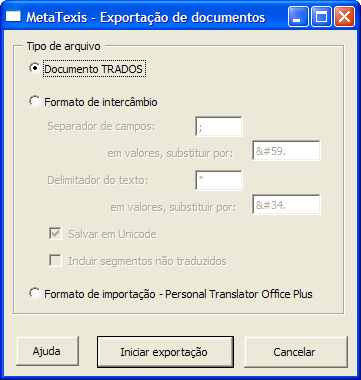 MetaTexis - Exportação de documentos
Tipo de arquivo
Documento TRADOS
Formato de intercâmbio
Separador de campos: ;
em valores, substituir por: &#59.
Delimitador do texto: "
em valores, substituir por: &#34.
Salvar em Unicode
Incluir segmentos não traduzidos
Formato de importação - Personal Translator Office Plus
Ajuda Iniciar exportação Cancelar